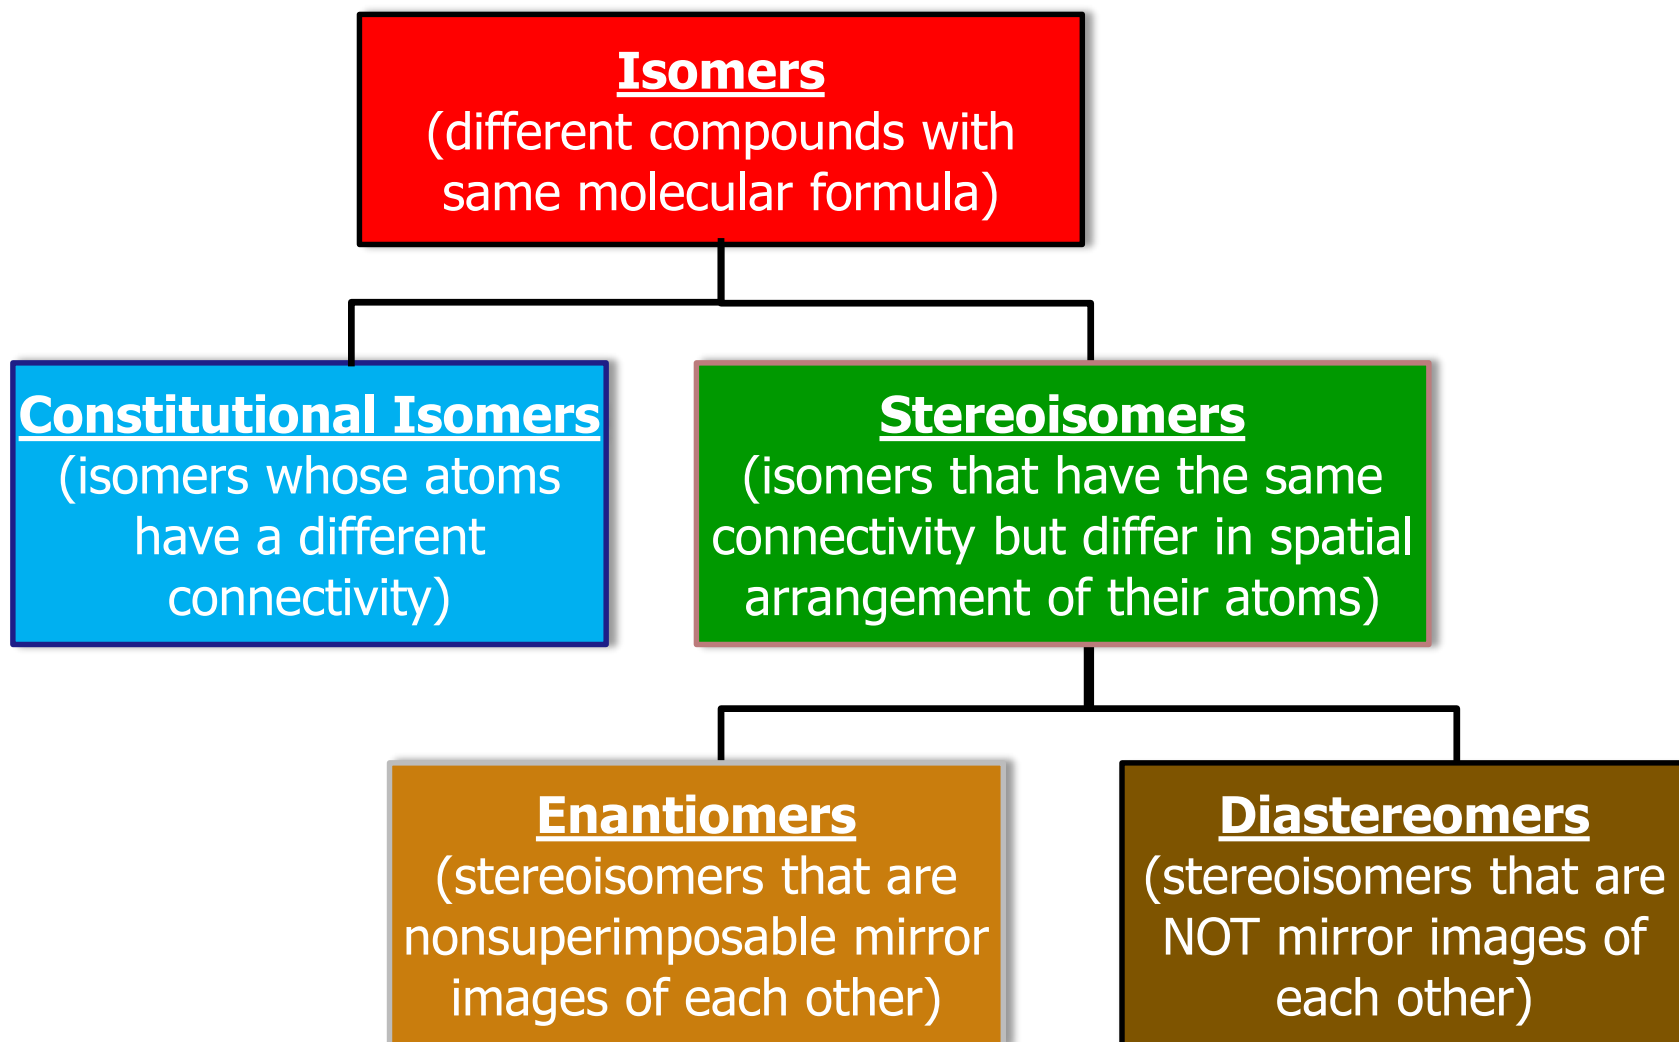 Isomers
(different compounds with
same molecular formula)
Constitutional Isomers
(isomers whose atoms
have a different
connectivity)
Stereoisomers
(isomers that have the same
connectivity but differ in spatial
arrangement of their atoms)
Enantiomers
(stereoisomers that are
nonsuperimposable mirror
images of each other)
Diastereomers
(stereoisomers that are
NOT mirror images of
each other)